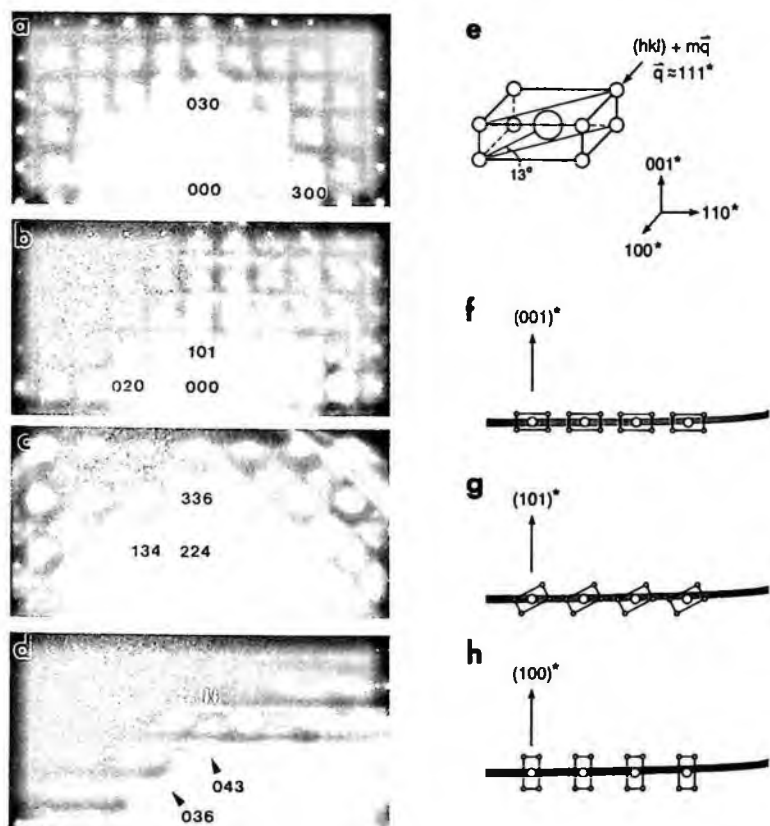 a
030
000
300
b
101
020
000
c
336
134
224
d
043
036
e
(hkl) + mq⃗
q⃗ ≈ 111*
13°
001*
110*
100*
f
(001)*
g
(101)*
h
(100)*